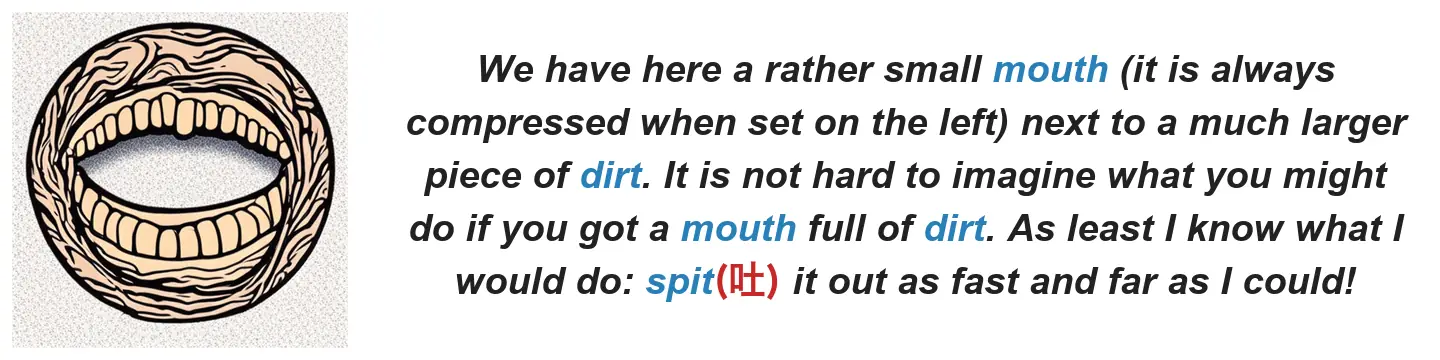 We have here a rather small mouth (it is always
compressed when set on the left) next to a much larger
piece of dirt. It is not hard to imagine what you might
do if you got a mouth full of dirt. As least I know what I
would do: spit(吐) it out as fast and far as I could!